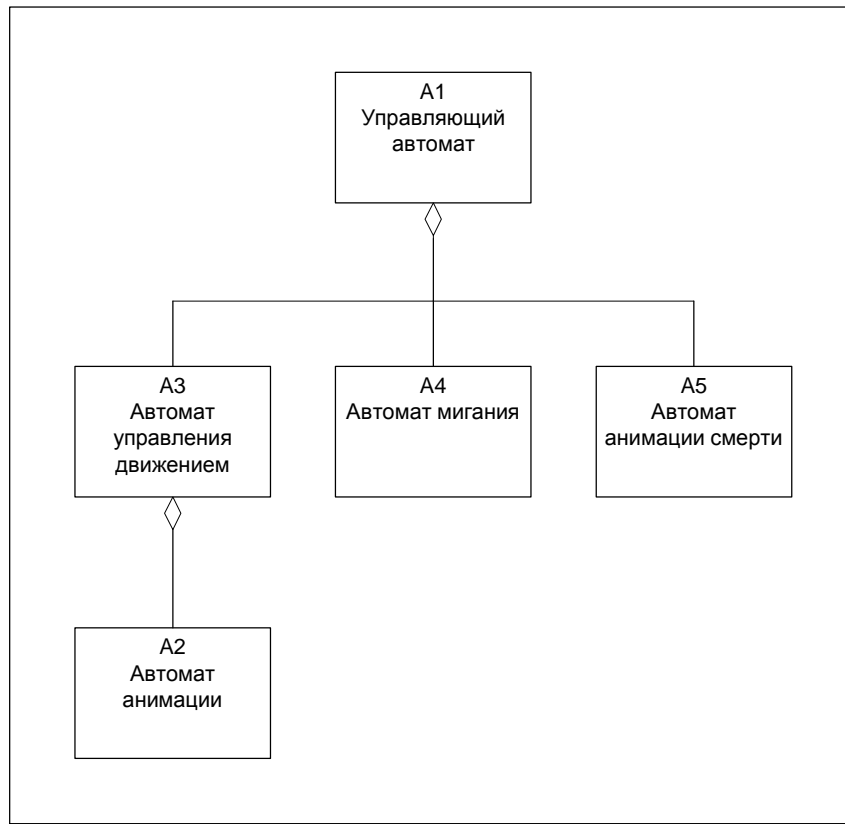 А1
Управляющий
автомат
А3
Автомат
управления
движением
А4
Автомат мигания
А5
Автомат
анимации смерти
А2
Автомат
анимации